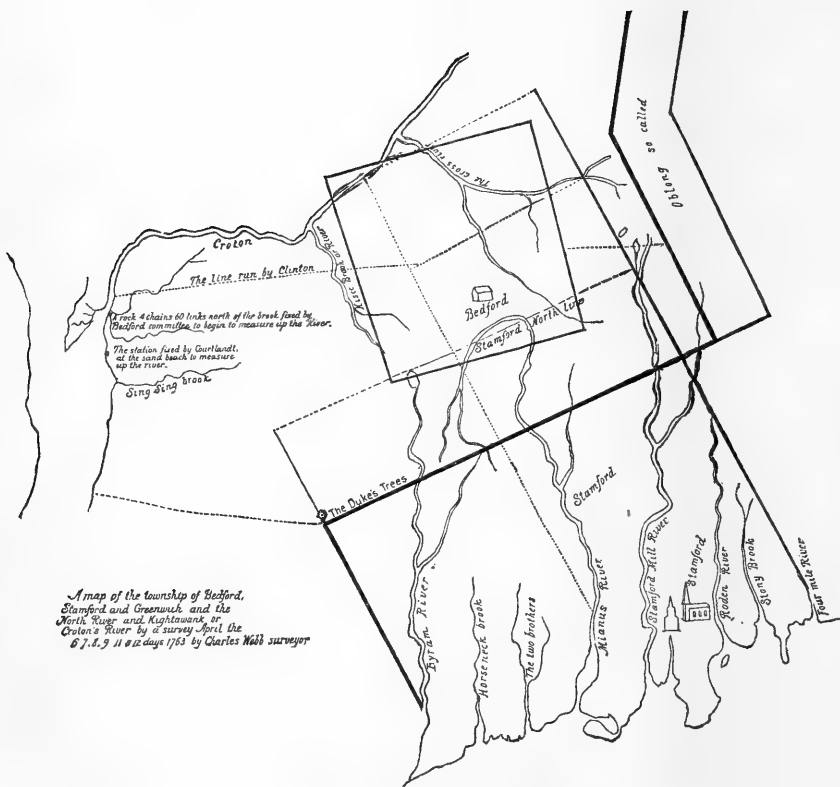 Oblong so called
The Cross river
Croton
Kisco Brook or River
The line run by Clinton
A rock 4 chains 60 links north of the brook fixed by
Bedford committee to begin to measure up the River.
Bedford
Stamford North Line
The station fixed by Courtlandt,
at the sand beach to measure
up the river.
Sing Sing brook
The Duke's Trees
Stamford
Stamford
Byram River
Horseneck brook
The two brothers
Mianus River
Stamford Mill River
Roden River
Stony Brook
Four mile River
A map of the township of Bedford,
Stamford and Greenwich and the
North River and Kightawank, or
Croton's River by a survey April the
6 7. 8. 9 11 & 12 days 1763 by Charles Webb surveyor